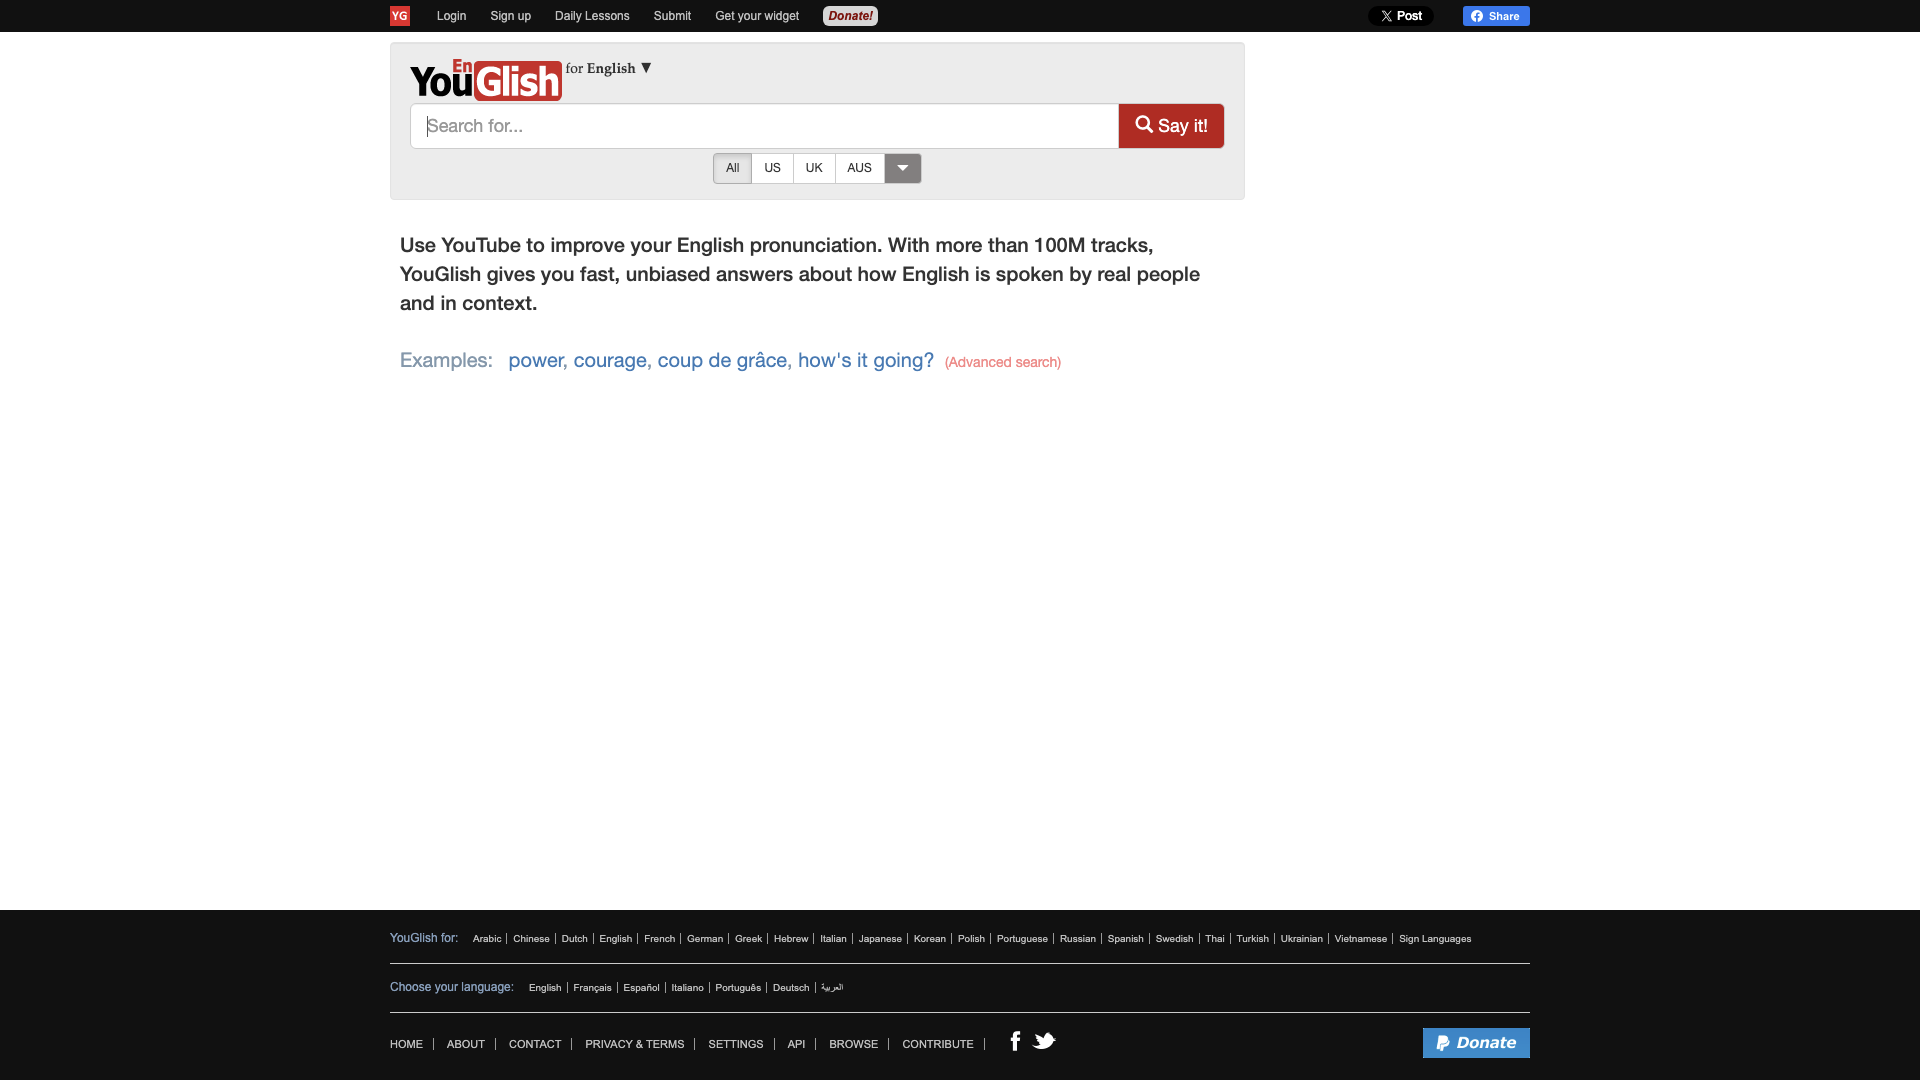 YG Login Sign up Daily Lessons Submit Get your widget Donate! Post Share
YouGlish En for English ▼
Search for... Say it!
All US UK AUS
Use YouTube to improve your English pronunciation. With more than 100M tracks,
YouGlish gives you fast, unbiased answers about how English is spoken by real people
and in context.
Examples: power, courage, coup de grâce, how's it going? (Advanced search)
YouGlish for: Arabic | Chinese | Dutch | English | French | German | Greek | Hebrew | Italian | Japanese | Korean | Polish | Portuguese | Russian | Spanish | Swedish | Thai | Turkish | Ukrainian | Vietnamese | Sign Languages
Choose your language: English | Français | Español | Italiano | Português | Deutsch | العربية
HOME | ABOUT | CONTACT | PRIVACY & TERMS | SETTINGS | API | BROWSE | CONTRIBUTE | Donate